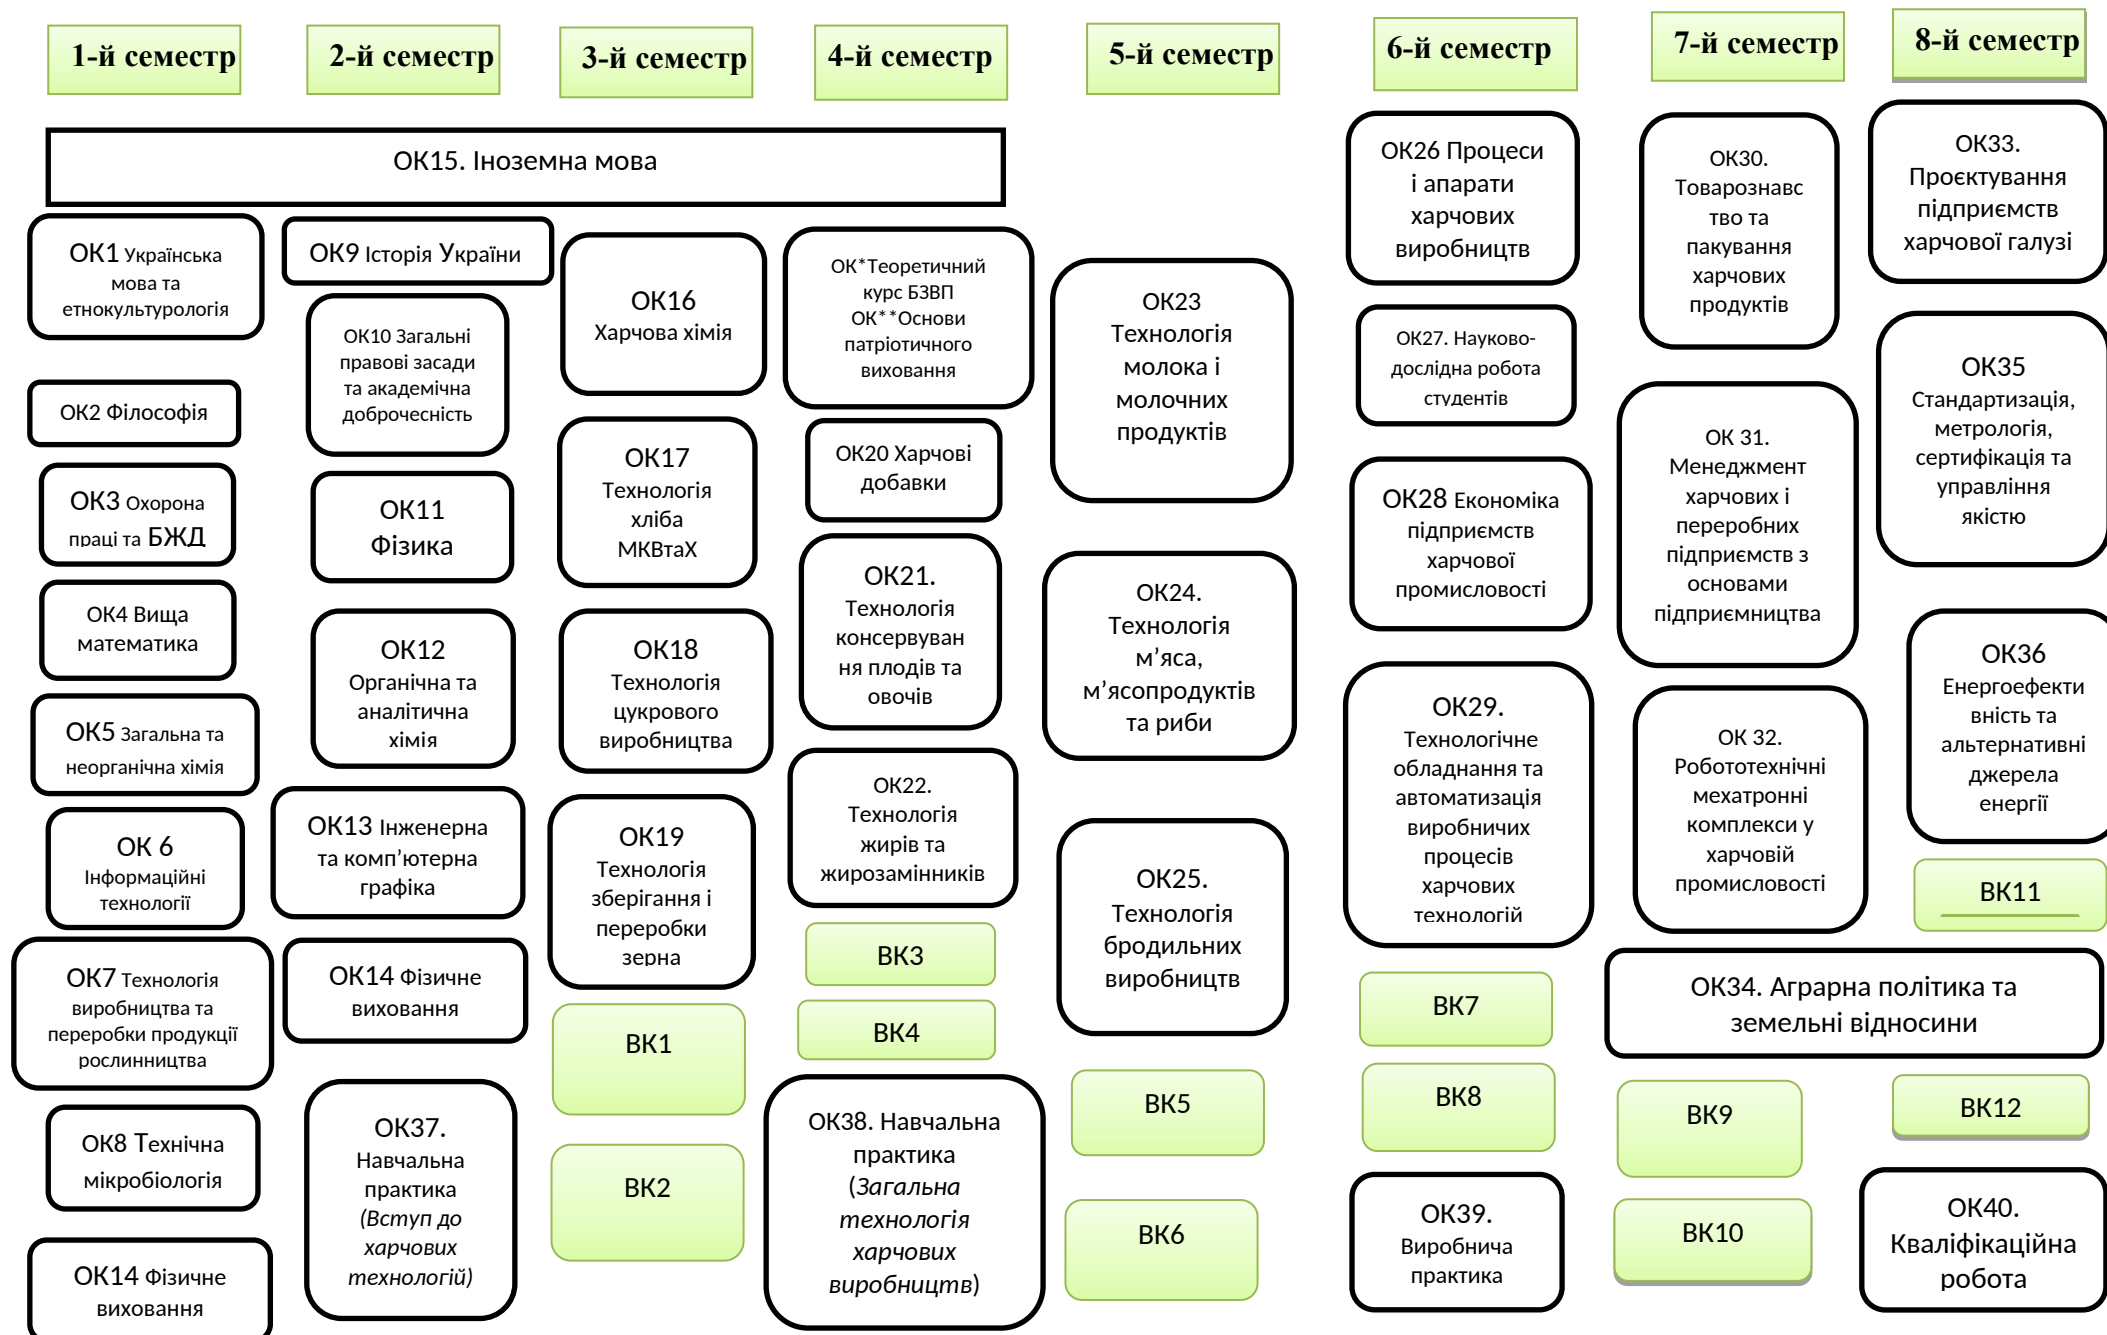 1-й семестр
2-й семестр
3-й семестр
4-й семестр
5-й семестр
6-й семестр
7-й семестр
8-й семестр
ОК15. Іноземна мова
ОК1 Українська
мова та
етнокультурологія
ОК2 Філософія
ОК3 Охорона
праці та БЖД
ОК4 Вища
математика
ОК5 Загальна та
неорганічна хімія
ОК 6
Інформаційні
технології
ОК7 Технологія
виробництва та
переробки продукції
рослинництва
ОК8 Технічна
мікробіологія
ОК14 Фізичне
виховання
ОК9 Історія України
ОК10 Загальні
правові засади
та академічна
доброчесність
ОК11
Фізика
ОК12
Органічна та
аналітична
хімія
ОК13 Інженерна
та комп’ютерна
графіка
ОК14 Фізичне
виховання
ОК37.
Навчальна
практика
(Вступ до
харчових
технологій)
ОК16
Харчова хімія
ОК17
Технологія
хліба
МКВтаХ
ОК18
Технологія
цукрового
виробництва
ОК19
Технологія
зберігання і
переробки
зерна
ВК1
ВК2
ОК*Теоретичний
курс БЗВП
ОК**Основи
патріотичного
виховання
ОК20 Харчові
добавки
ОК21.
Технологія
консервуван
ня плодів та
овочів
ОК22.
Технологія
жирів та
жирозамінників
ВК3
ВК4
ОК38. Навчальна
практика
(Загальна
технологія
харчових
виробництв)
ОК23
Технологія
молока і
молочних
продуктів
ОК24.
Технологія
м’яса,
м’ясопродуктів
та риби
ОК25.
Технологія
бродильних
виробництв
ВК5
ВК6
ОК26 Процеси
і апарати
харчових
виробництв
ОК27. Науково-
дослідна робота
студентів
ОК28 Економіка
підприємств
харчової
промисловості
ОК29.
Технологічне
обладнання та
автоматизація
виробничих
процесів
харчових
технологій
ВК7
ВК8
ОК39.
Виробнича
практика
ОК30.
Товарознавс
тво та
пакування
харчових
продуктів
ОК 31.
Менеджмент
харчових і
переробних
підприємств з
основами
підприємництва
ОК 32.
Робототехнічні
мехатронні
комплекси у
харчовій
промисловості
ОК34. Аграрна політика та
земельні відносини
ВК9
ВК10
ОК33.
Проєктування
підприємств
харчової галузі
ОК35
Стандартизація,
метрологія,
сертифікація та
управління
якістю
ОК36
Енергоефекти
вність та
альтернативні
джерела
енергії
ВК11
ВК12
ОК40.
Кваліфікаційна
робота